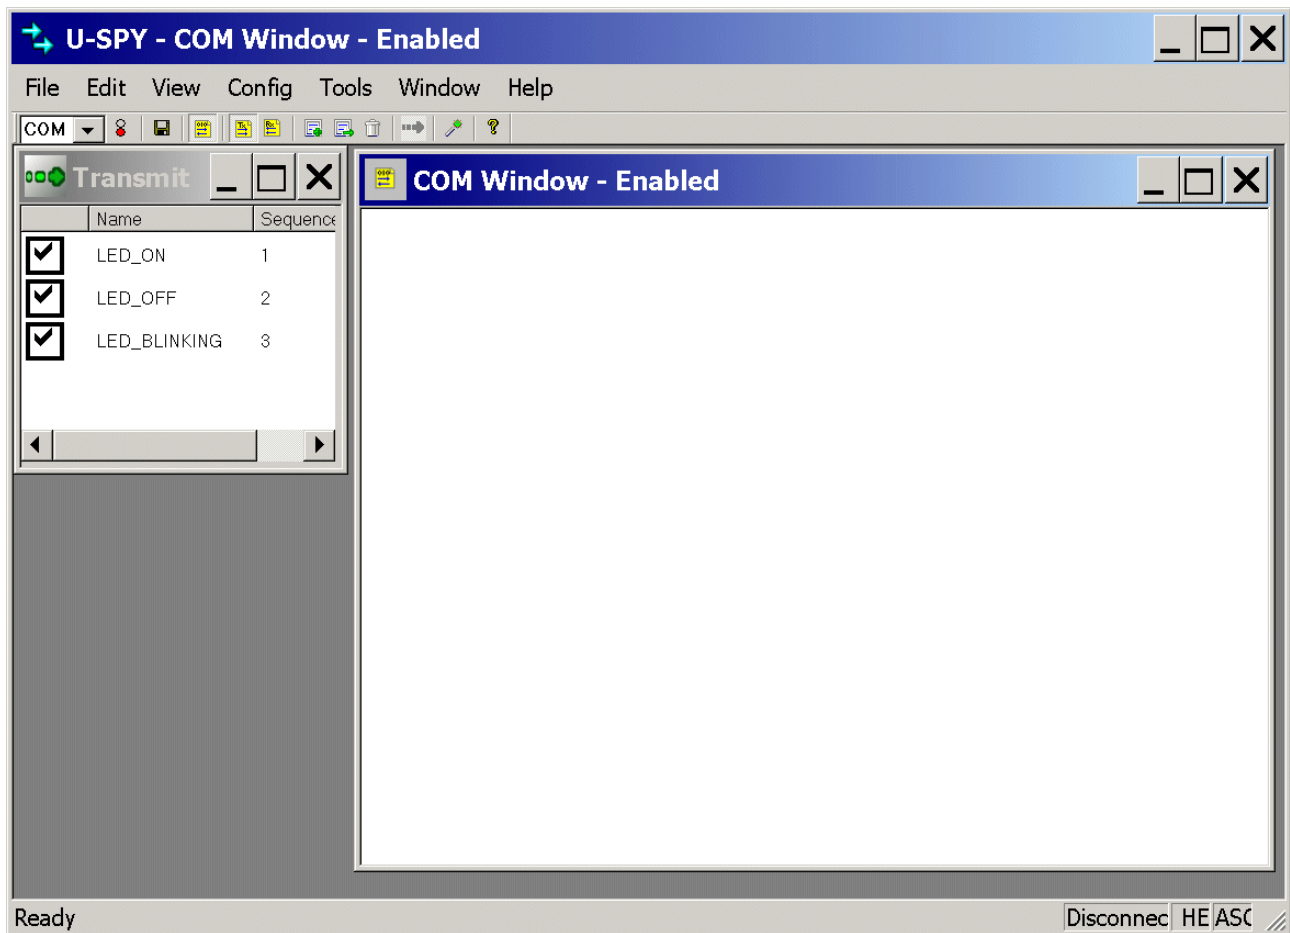 U-SPY - COM Window - Enabled
File Edit View Config Tools Window Help
COM
Transmit
Name Sequence
LED_ON 1
LED_OFF 2
LED_BLINKING 3
COM Window - Enabled
Ready
Disconnec HE ASC